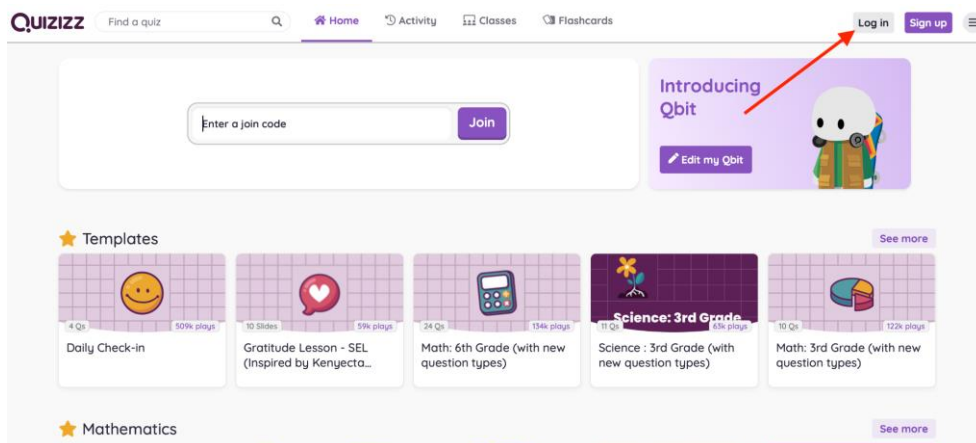 QUIZIZZ
Find a quiz
Home
Activity
Classes
Flashcards
Log in
Sign up
Enter a join code
Join
Introducing
Qbit
Edit my Qbit
Templates
See more
4 Qs
509k plays
Daily Check-in
10 Slides
59k plays
Gratitude Lesson - SEL
(Inspired by Kenyecta...
24 Qs
134k plays
Math: 6th Grade (with new
question types)
Science: 3rd Grade
11 Qs
63k plays
Science : 3rd Grade (with
new question types)
10 Qs
122k plays
Math: 3rd Grade (with new
question types)
Mathematics
See more